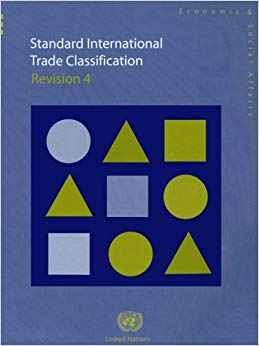 Economic & Social Affairs
Standard International
Trade Classification
Revision 4
United Nations